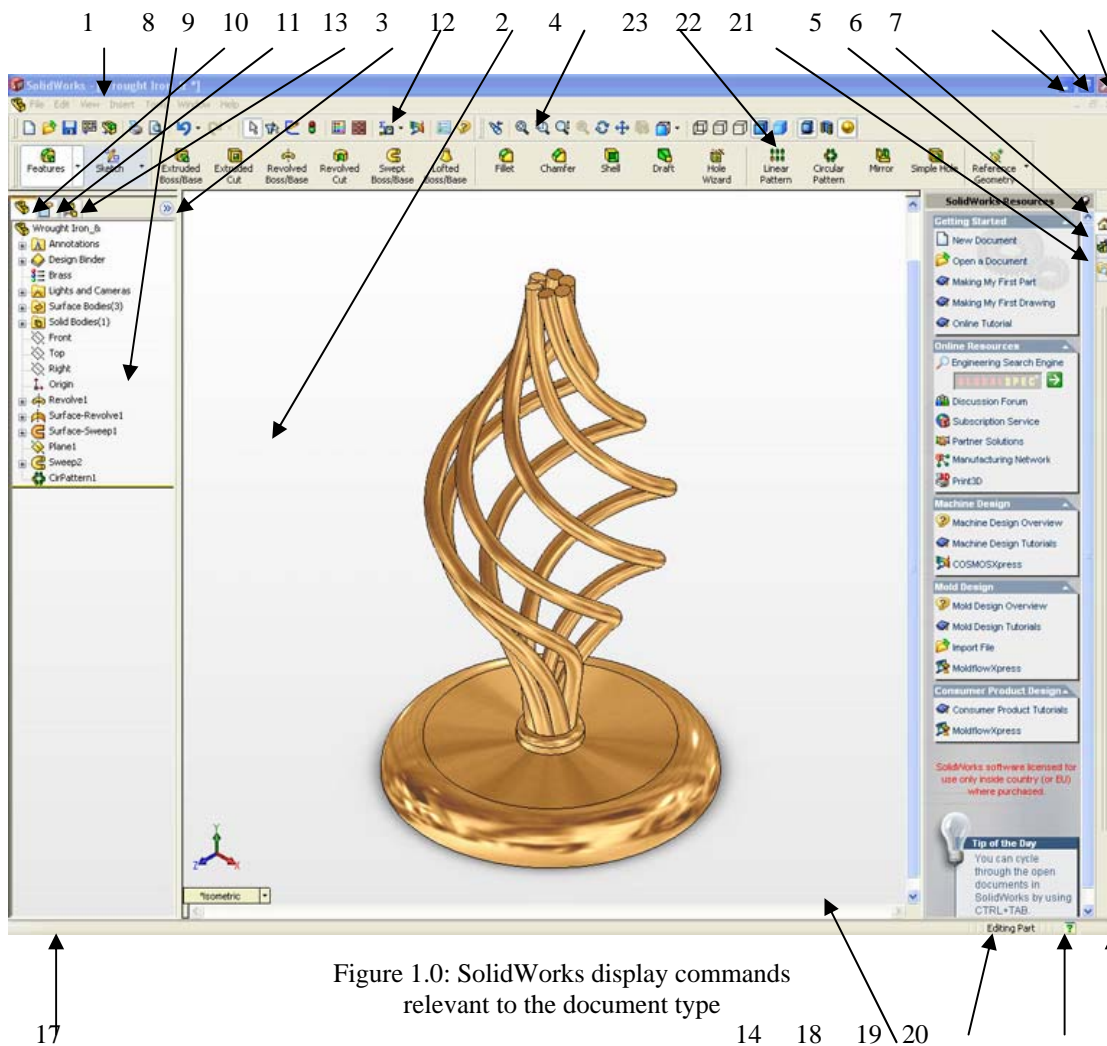 1 8 9 10 11 13 3 12 2 4 23 22 21 5 6 7
SolidWorks - [Wrought Iron_& *]
File Edit View Insert Tools Window Help
Features Sketch Extruded Boss/Base Extruded Cut Revolved Boss/Base Revolved Cut Swept Boss/Base Lofted Boss/Base Fillet Chamfer Shell Draft Hole Wizard Linear Pattern Circular Pattern Mirror Simple Hole Reference Geometry
Wrought Iron_&
Annotations
Design Binder
Brass
Lights and Cameras
Surface Bodies(3)
Solid Bodies(1)
Front
Top
Right
Origin
Revolve1
Surface-Revolve1
Surface-Sweep1
Plane1
Sweep2
CirPattern1
Y
Z
X
*Isometric
SolidWorks Resources
Getting Started
New Document
Open a Document
Making My First Part
Making My First Drawing
Online Tutorial
Online Resources
Engineering Search Engine
GLOBALSPEC
Discussion Forum
Subscription Service
Partner Solutions
Manufacturing Network
Print3D
Machine Design
Machine Design Overview
Machine Design Tutorials
COSMOSXpress
Mold Design
Mold Design Overview
Mold Design Tutorials
Import File
MoldflowXpress
Consumer Product Design
Consumer Product Tutorials
MoldflowXpress
SolidWorks software licensed for
use only inside country (or EU)
where purchased.
Tip of the Day
You can cycle
through the open
documents in
SolidWorks by using
CTRL+TAB.
Editing Part
Figure 1.0: SolidWorks display commands
relevant to the document type
17 14 18 19 20